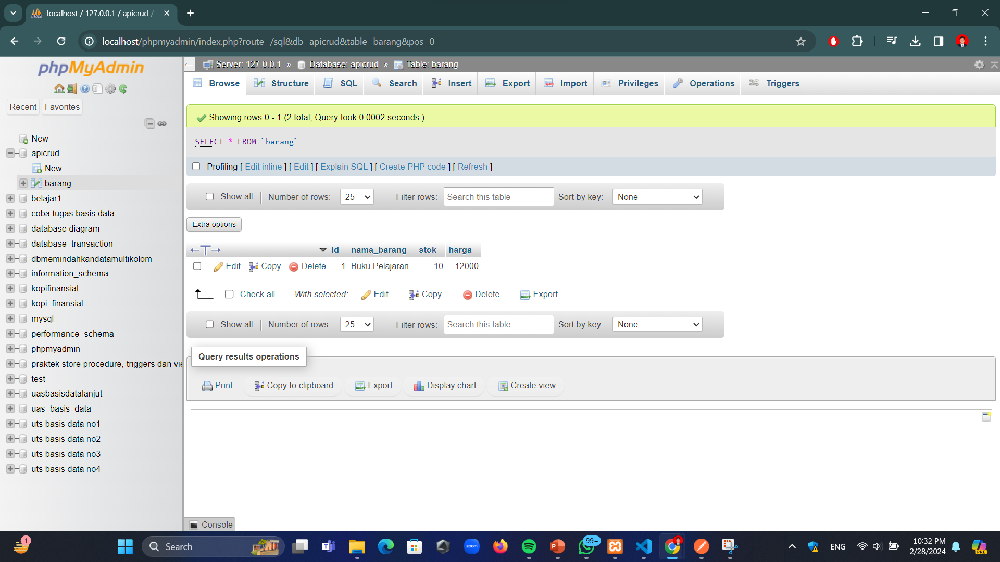 localhost / 127.0.0.1 / apicrud /
localhost/phpmyadmin/index.php?route=/sql&db=apicrud&table=barang&pos=0
phpMyAdmin
Recent Favorites
New
apicrud
New
barang
belajar1
coba tugas basis data
database diagram
database_transaction
dbmemindahkandatamultikolom
information_schema
kopifinansial
kopi_finansial
mysql
performance_schema
phpmyadmin
praktek store procedure, triggers dan vie
test
uasbasisdatalanjut
uas_basis_data
uts basis data no1
uts basis data no2
uts basis data no3
uts basis data no4
Server: 127.0.0.1 » Database: apicrud » Table: barang
Browse Structure SQL Search Insert Export Import Privileges Operations Triggers
Showing rows 0 - 1 (2 total, Query took 0.0002 seconds.)
SELECT * FROM `barang`
Profiling [ Edit inline ] [ Edit ] [ Explain SQL ] [ Create PHP code ] [ Refresh ]
Show all Number of rows: 25 Filter rows: Search this table Sort by key: None
Extra options
id nama_barang stok harga
Edit Copy Delete 1 Buku Pelajaran 10 12000
Check all With selected: Edit Copy Delete Export
Show all Number of rows: 25 Filter rows: Search this table Sort by key: None
Query results operations
Print Copy to clipboard Export Display chart Create view
Console
1
Search
zoom
99+
ENG
10:32 PM
2/28/2024
PRE